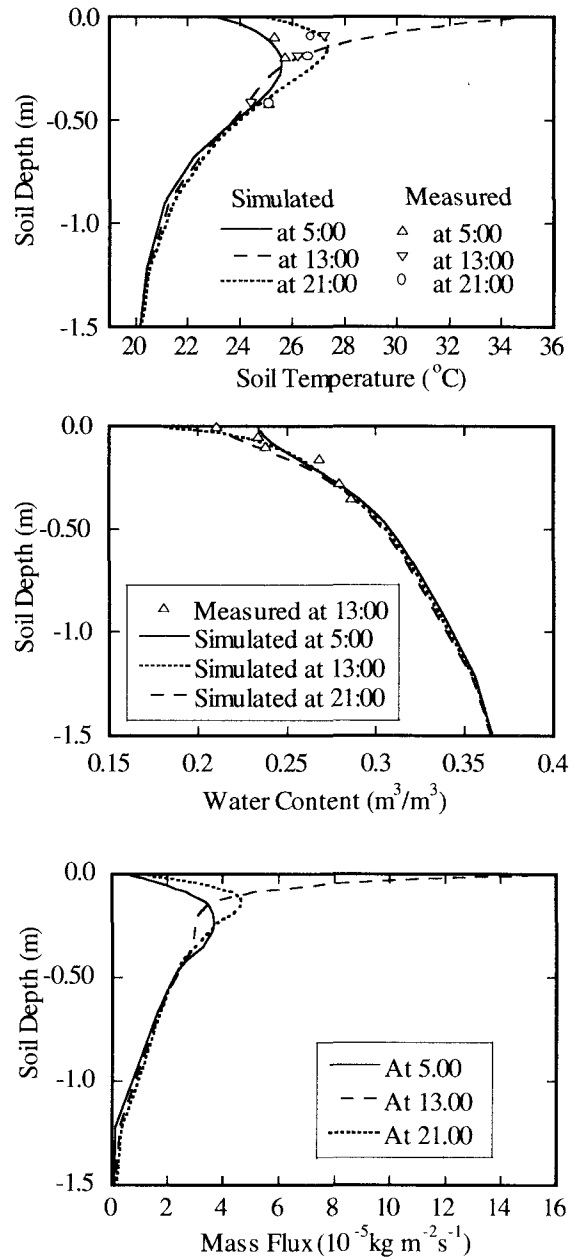 0.0
-0.50
-1.0
-1.5
Soil Depth (m)
Simulated Measured
at 5:00 at 5:00
at 13:00 at 13:00
at 21:00 at 21:00
20 22 24 26 28 30 32 34 36
Soil Temperature (°C)
0.0
-0.50
-1.0
-1.5
Soil Depth (m)
Measured at 13:00
Simulated at 5:00
Simulated at 13:00
Simulated at 21:00
0.15 0.2 0.25 0.3 0.35 0.4
Water Content (m³/m³)
0.0
-0.50
-1.0
-1.5
Soil Depth (m)
At 5.00
At 13.00
At 21.00
0 2 4 6 8 10 12 14 16
Mass Flux (10⁻⁵kg m⁻²s⁻¹)